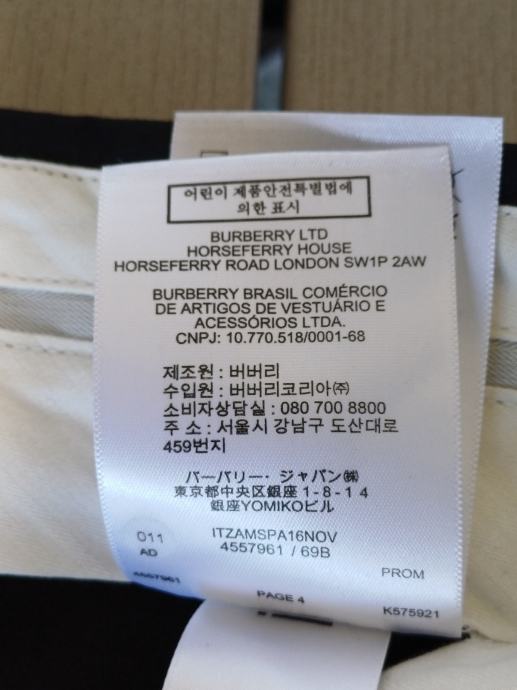 어린이 제품안전특별법에
의한 표시
BURBERRY LTD
HORSEFERRY HOUSE
HORSEFERRY ROAD LONDON SW1P 2AW
BURBERRY BRASIL COMÉRCIO
DE ARTIGOS DE VESTUÁRIO E
ACESSÓRIOS LTDA.
CNPJ: 10.770.518/0001-68
제조원 : 버버리
수입원 : 버버리코리아㈜
소비자상담실 : 080 700 8800
주 소 : 서울시 강남구 도산대로
459번지
バーバリー・ジャパン㈱
東京都中央区銀座1-8-14
銀座YOMIKOビル
011
AD
4557961
ITZAMSPA16NOV
4557961 / 69B
PROM
PAGE 4
K575921